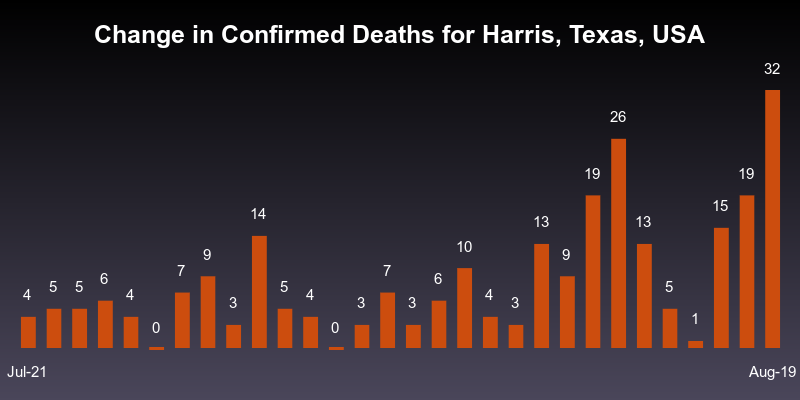 Change in Confirmed Deaths for Harris, Texas, USA
4 5 5 6 4 0 7 9 3 14 5 4 0 3 7 3 6 10 4 3 13 9 19 26 13 5 1 15 19 32
Jul-21 Aug-19